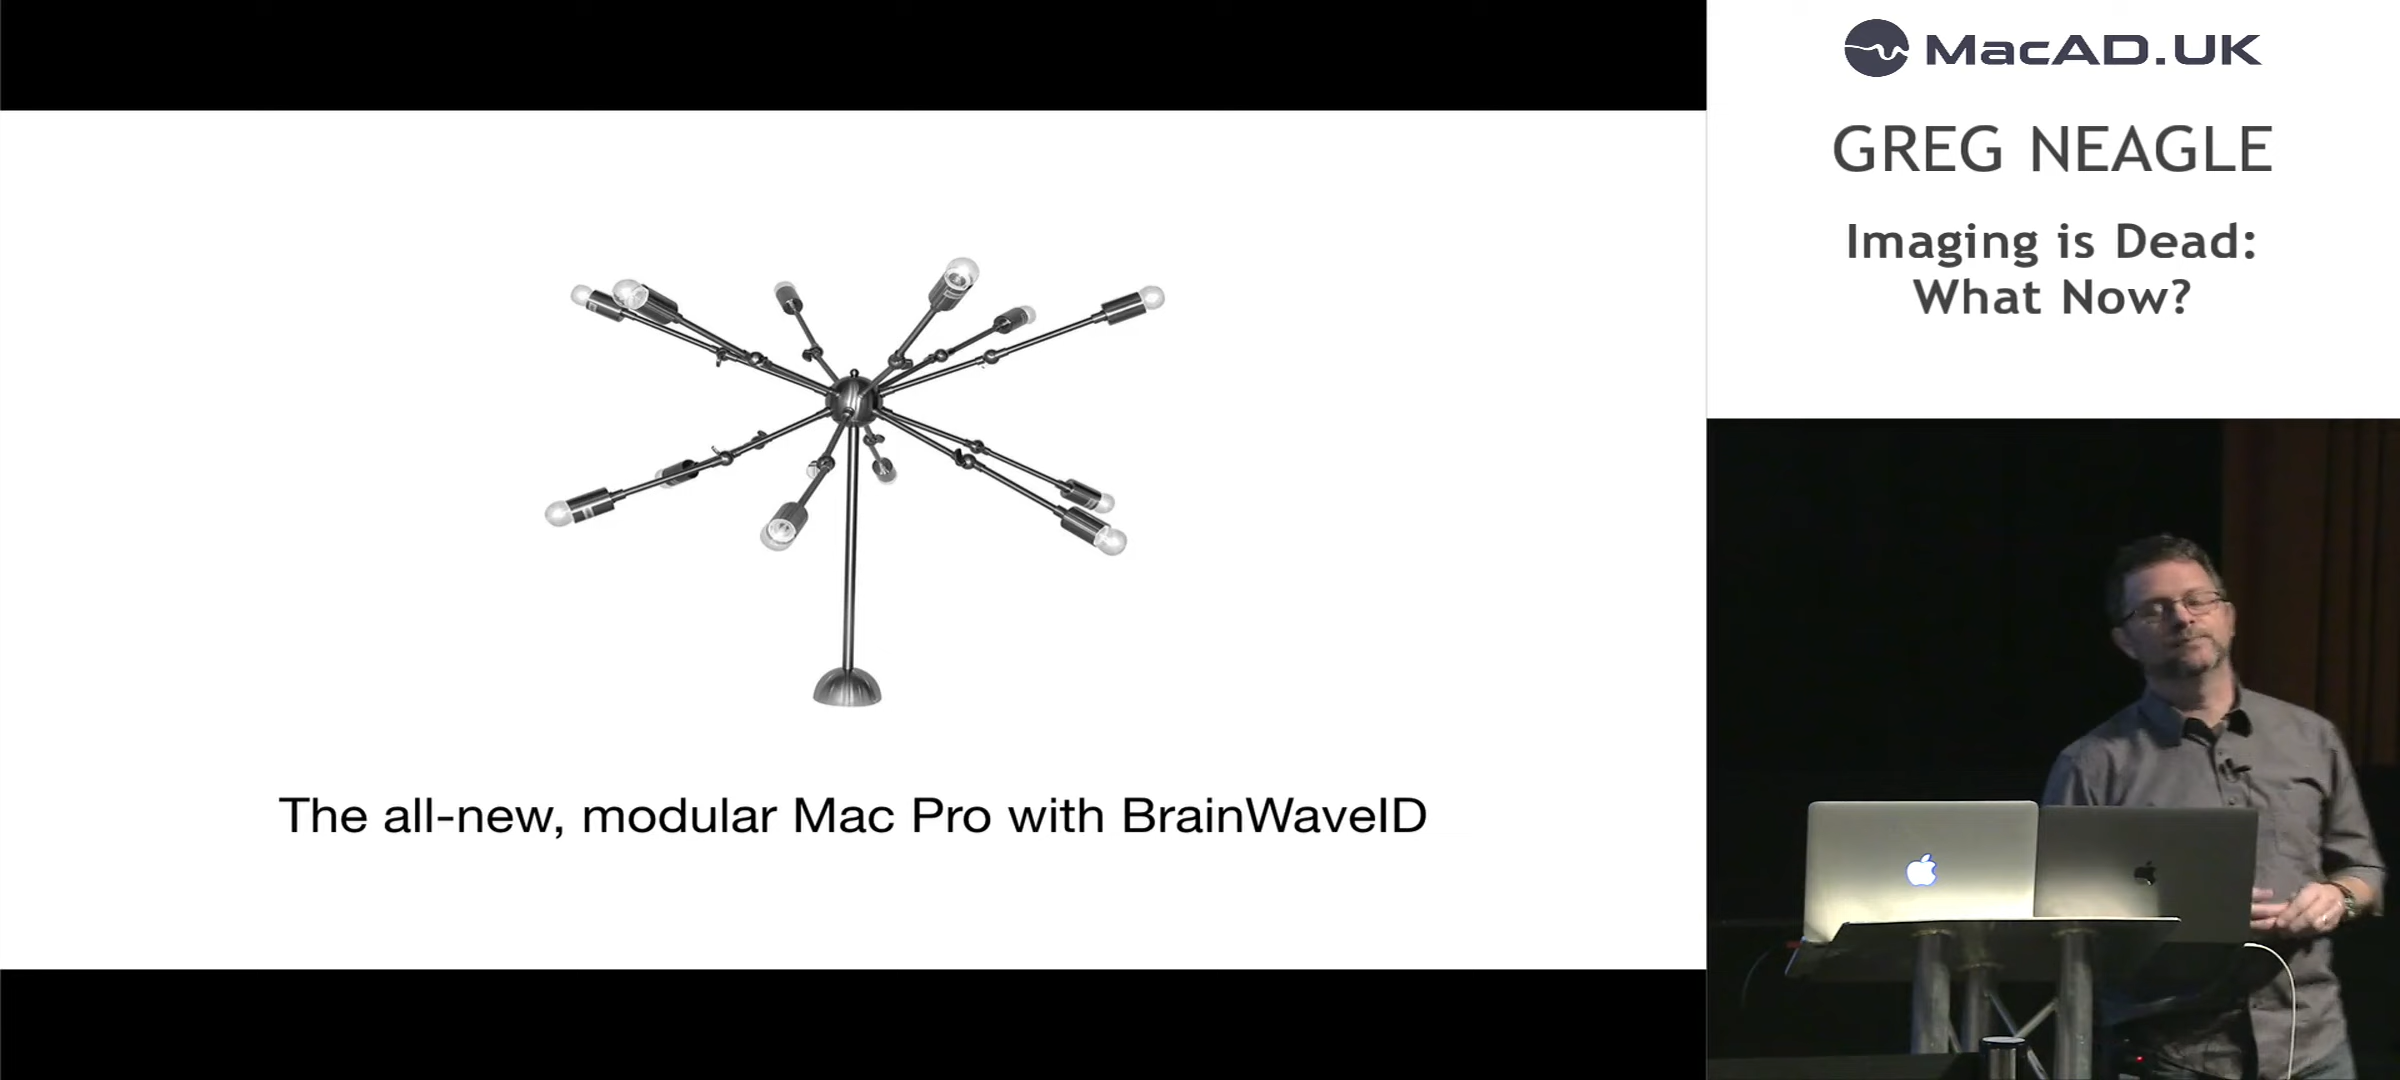 MacAD.UK
GREG NEAGLE
Imaging is Dead:
What Now?
The all-new, modular Mac Pro with BrainWaveID